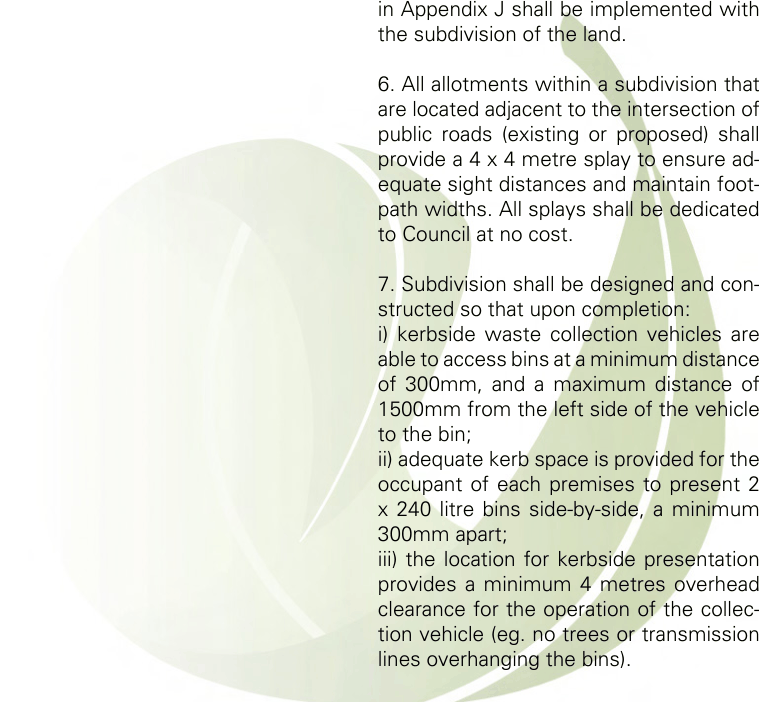 in Appendix J shall be implemented with
the subdivision of the land.
6. All allotments within a subdivision that
are located adjacent to the intersection of
public roads (existing or proposed) shall
provide a 4 x 4 metre splay to ensure ad-
equate sight distances and maintain foot-
path widths. All splays shall be dedicated
to Council at no cost.
7. Subdivision shall be designed and con-
structed so that upon completion:
i) kerbside waste collection vehicles are
able to access bins at a minimum distance
of 300mm, and a maximum distance of
1500mm from the left side of the vehicle
to the bin;
ii) adequate kerb space is provided for the
occupant of each premises to present 2
x 240 litre bins side-by-side, a minimum
300mm apart;
iii) the location for kerbside presentation
provides a minimum 4 metres overhead
clearance for the operation of the collec-
tion vehicle (eg. no trees or transmission
lines overhanging the bins).